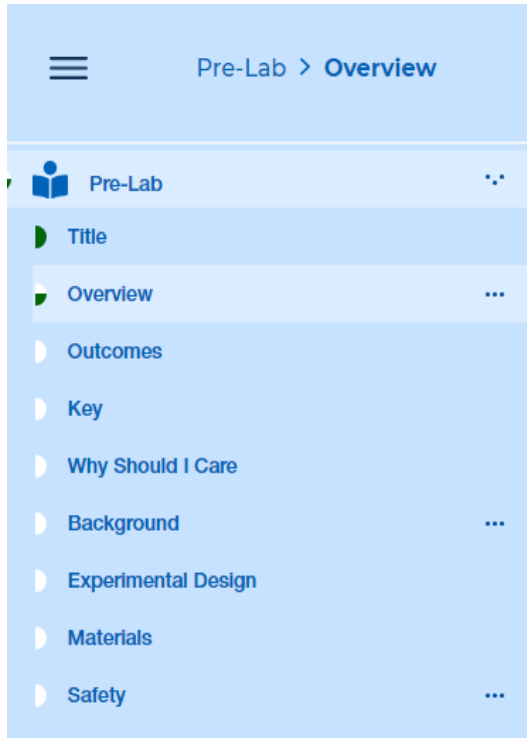 Pre-Lab > Overview
Pre-Lab
Title
Overview
Outcomes
Key
Why Should I Care
Background
Experimental Design
Materials
Safety